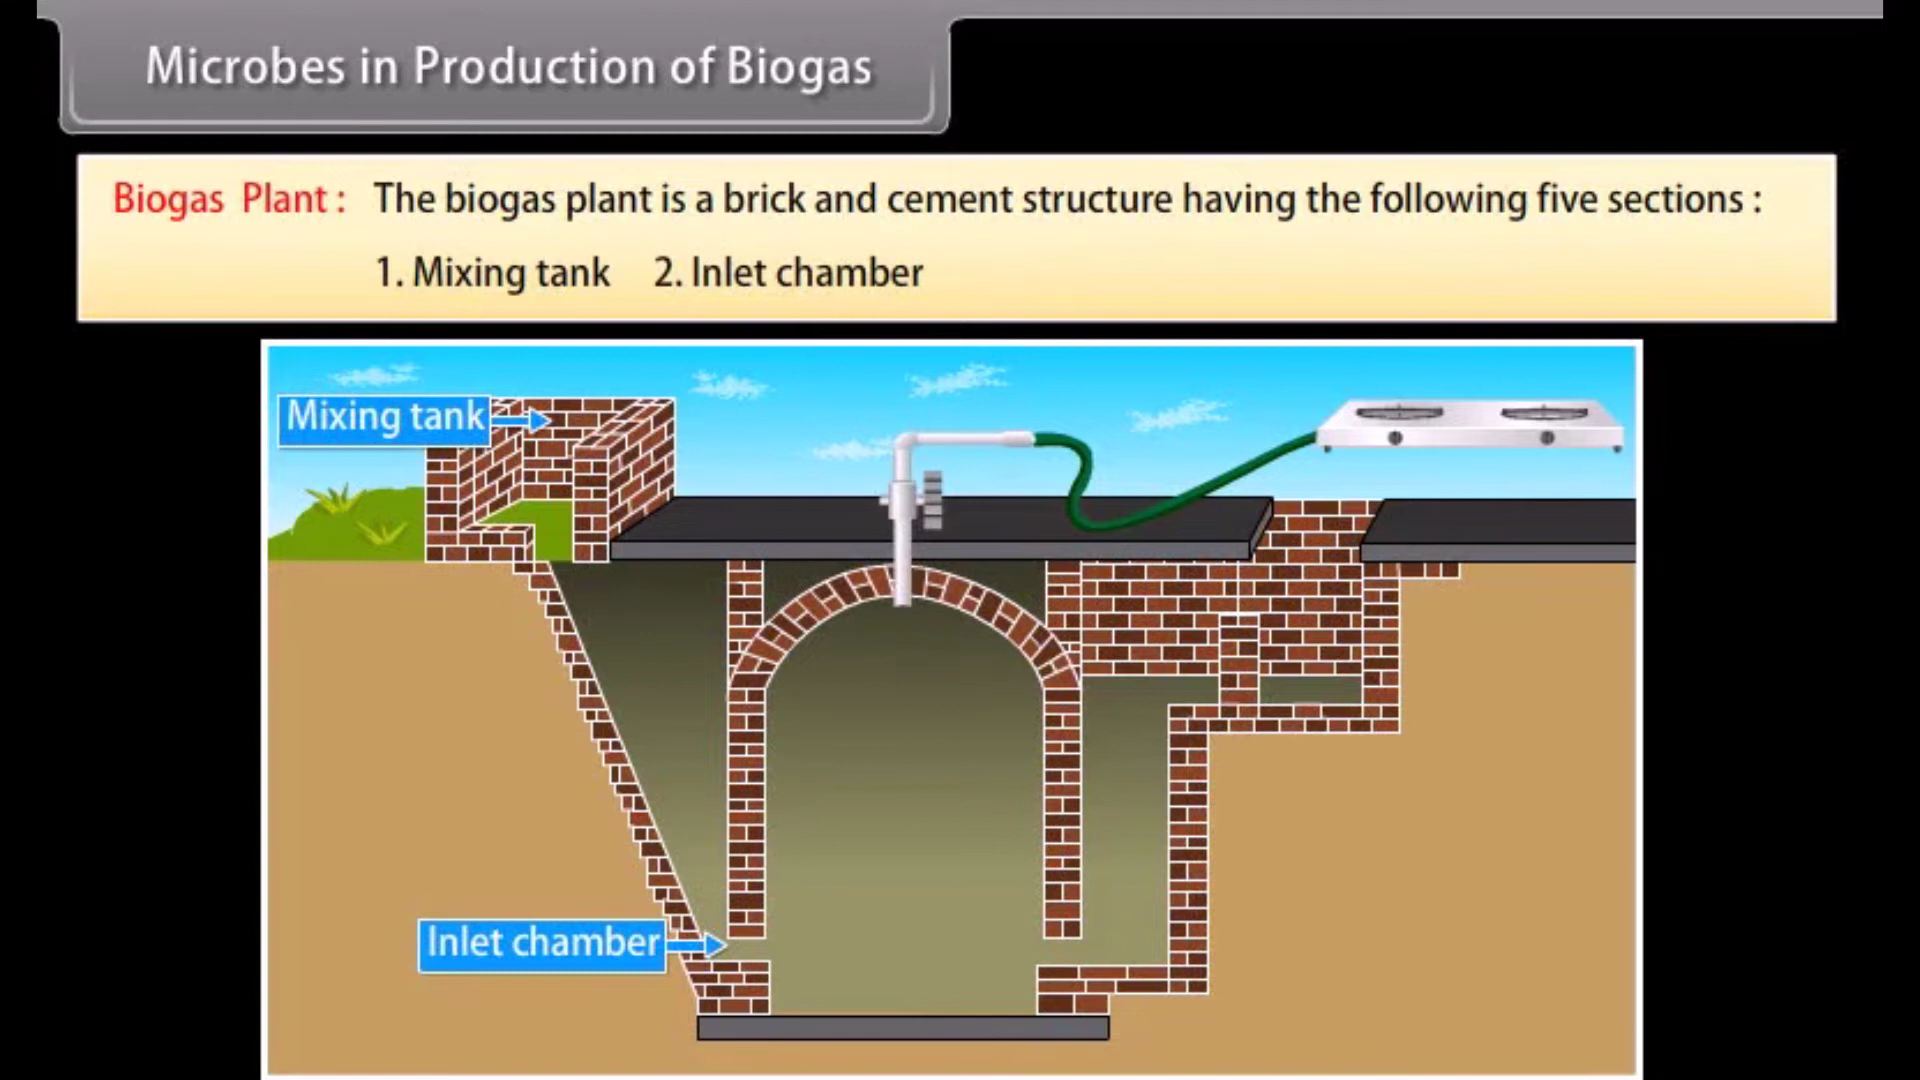 Microbes in Production of Biogas
Biogas Plant : The biogas plant is a brick and cement structure having the following five sections :
1. Mixing tank 2. Inlet chamber
Mixing tank
Inlet chamber